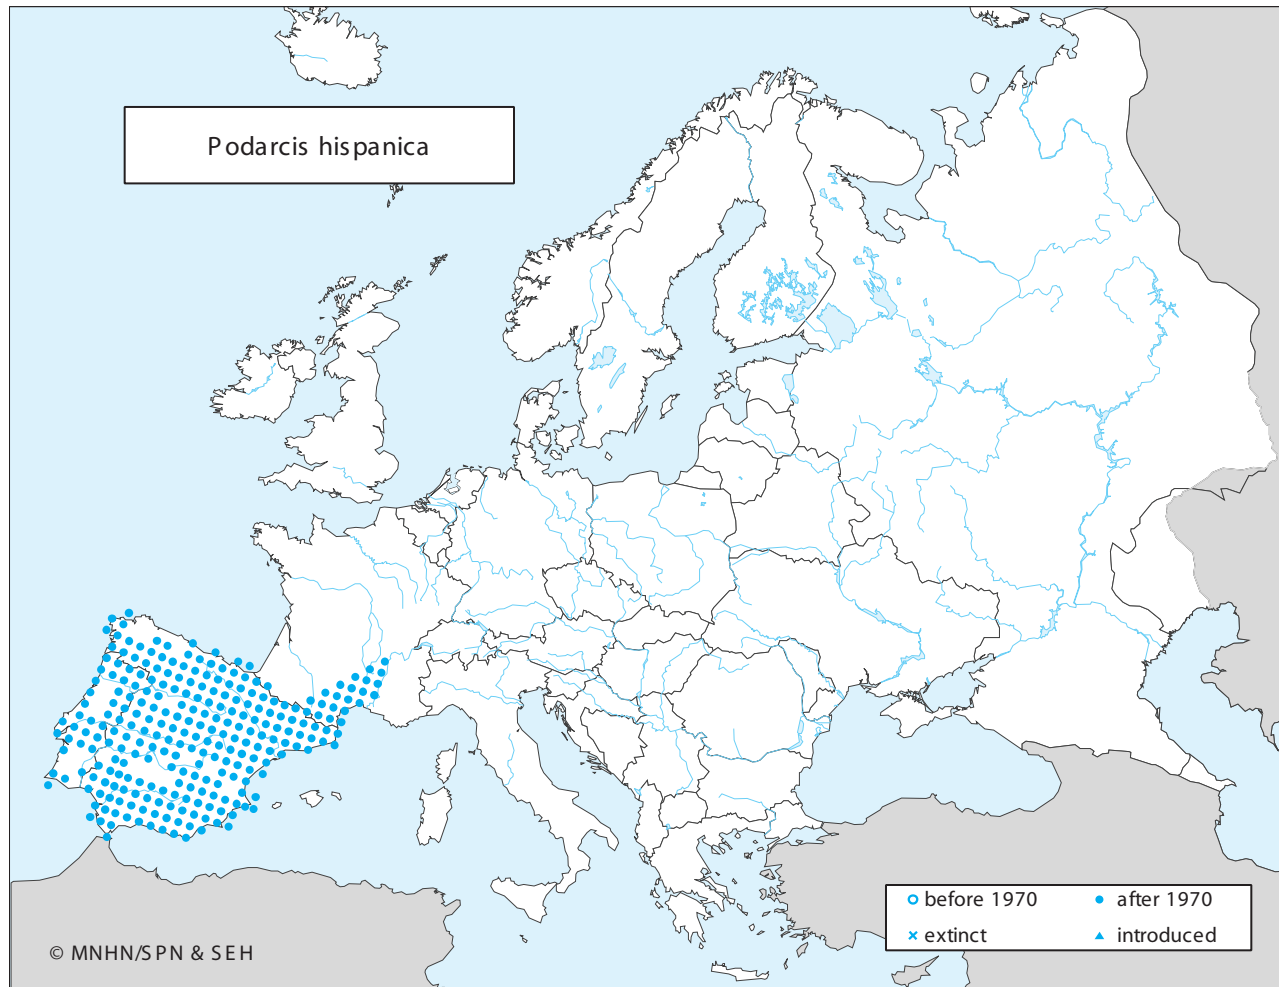 Podarcis hispanica
before 1970
after 1970
extinct
introduced
© MNHN/SPN & SEH